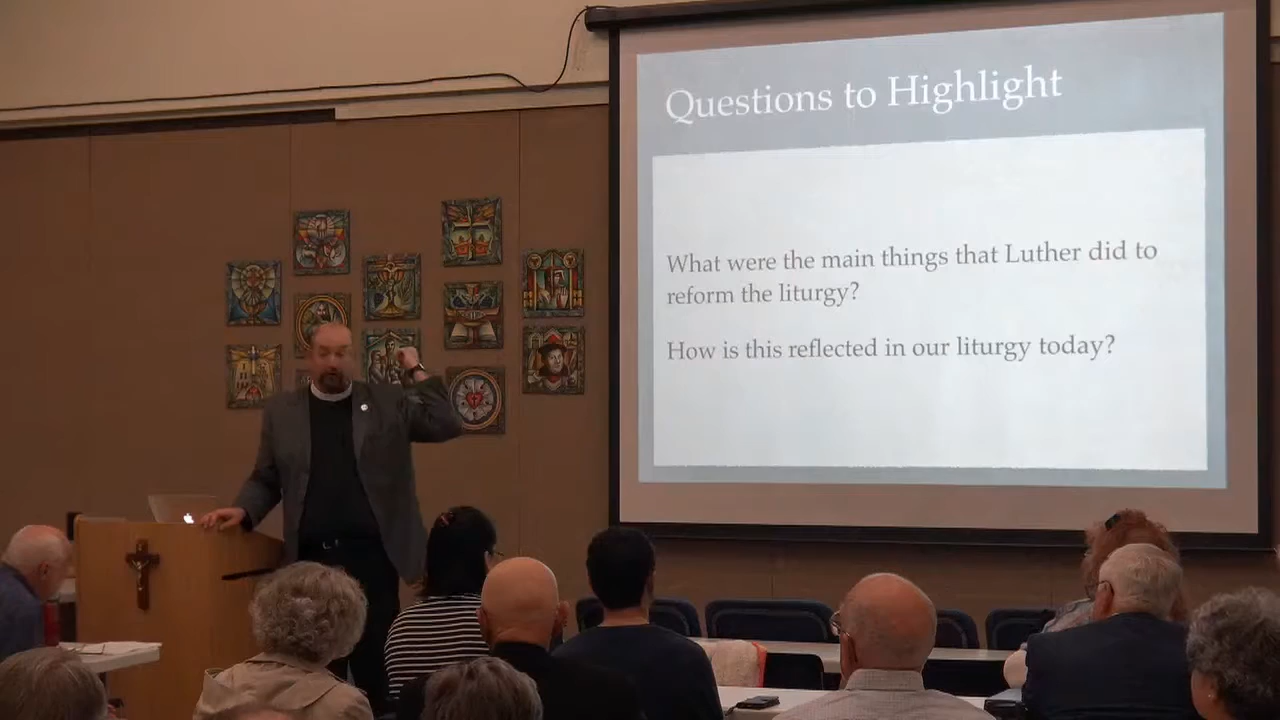 Questions to Highlight
What were the main things that Luther did to
reform the liturgy?
How is this reflected in our liturgy today?